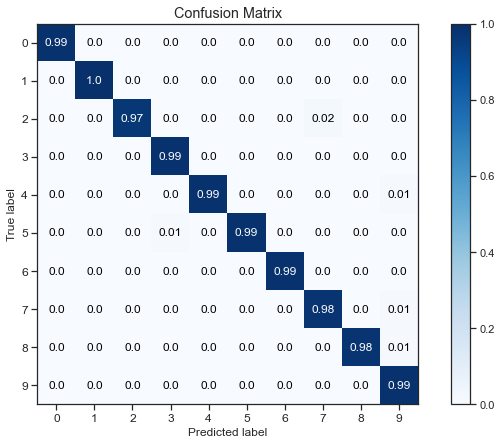 Confusion Matrix
0 0.99 0.0 0.0 0.0 0.0 0.0 0.0 0.0 0.0 0.0
1 0.0 1.0 0.0 0.0 0.0 0.0 0.0 0.0 0.0 0.0
2 0.0 0.0 0.97 0.0 0.0 0.0 0.0 0.02 0.0 0.0
3 0.0 0.0 0.0 0.99 0.0 0.0 0.0 0.0 0.0 0.0
4 0.0 0.0 0.0 0.0 0.99 0.0 0.0 0.0 0.0 0.01
5 0.0 0.0 0.0 0.01 0.0 0.99 0.0 0.0 0.0 0.0
6 0.0 0.0 0.0 0.0 0.0 0.0 0.99 0.0 0.0 0.0
7 0.0 0.0 0.0 0.0 0.0 0.0 0.0 0.98 0.0 0.01
8 0.0 0.0 0.0 0.0 0.0 0.0 0.0 0.0 0.98 0.01
9 0.0 0.0 0.0 0.0 0.0 0.0 0.0 0.0 0.0 0.99
0 1 2 3 4 5 6 7 8 9
Predicted label
True label
1.0
0.8
0.6
0.4
0.2
0.0